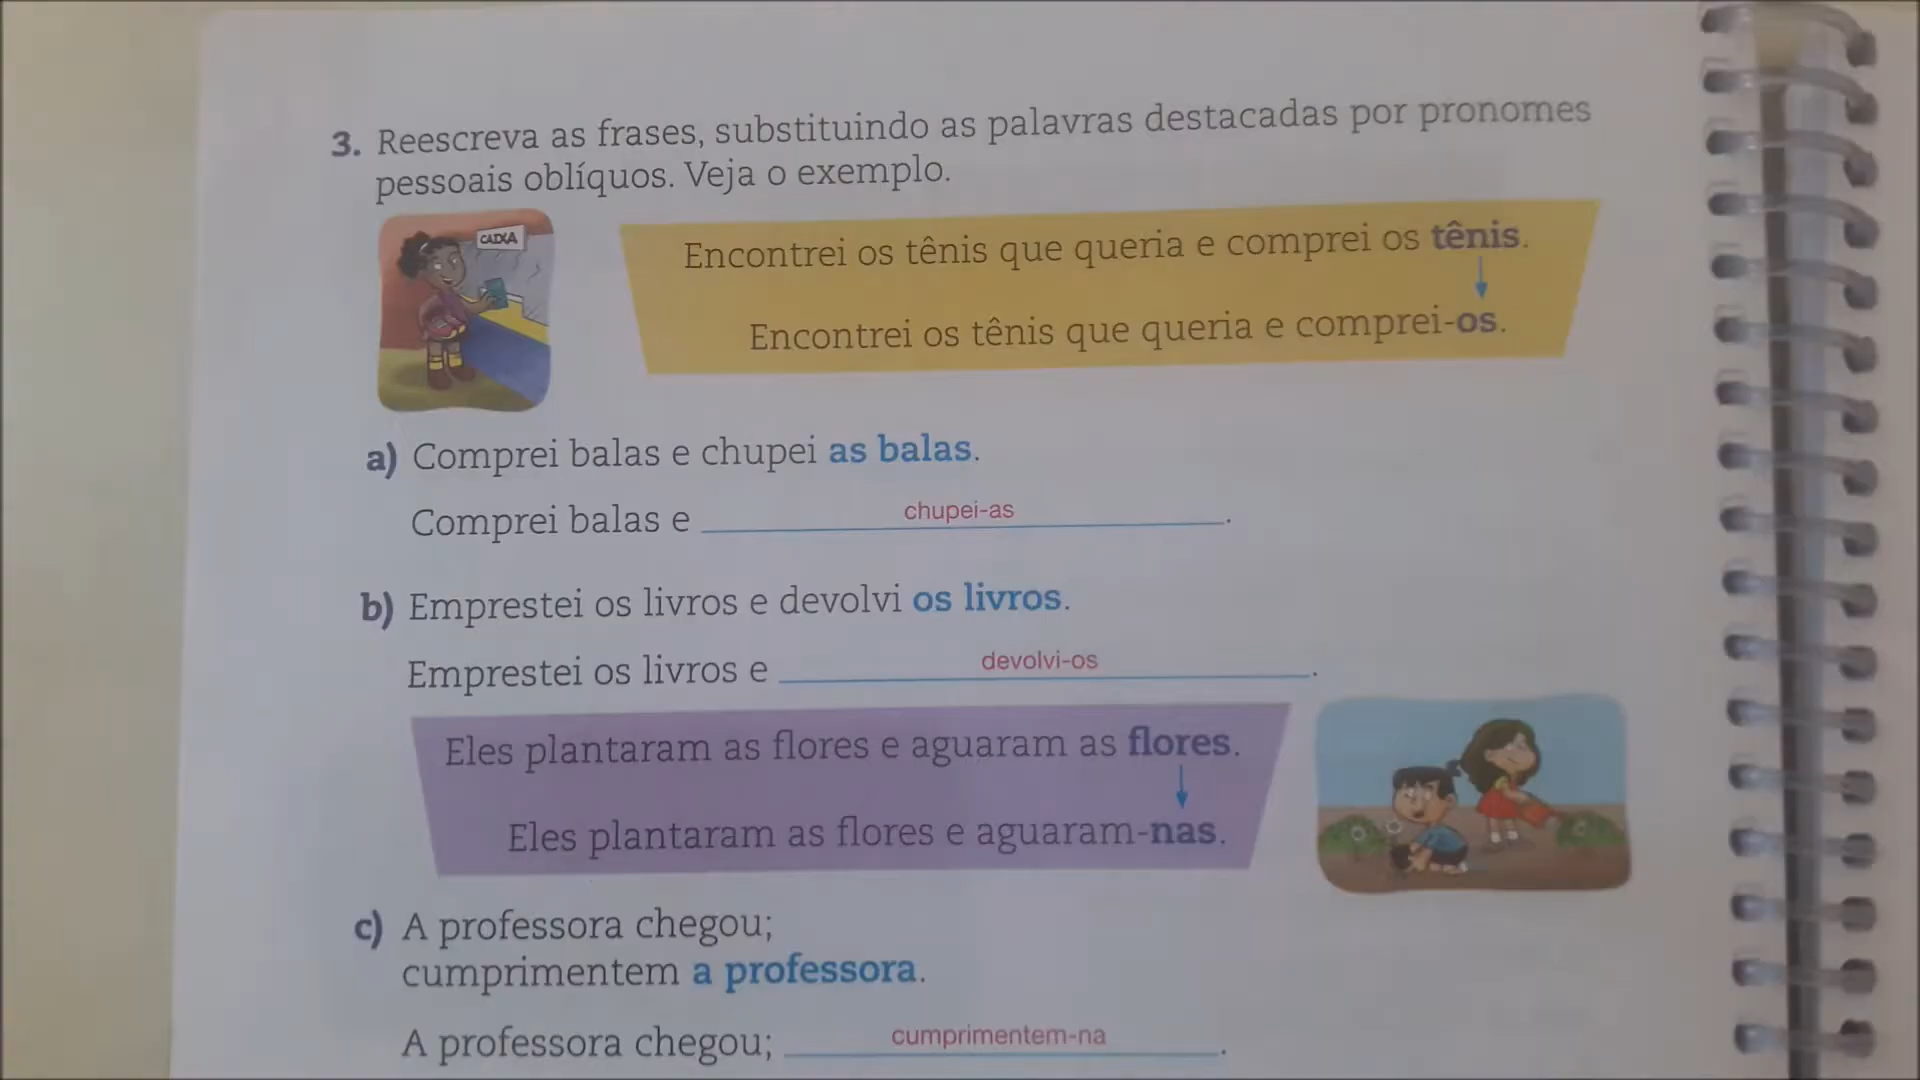 3. Reescreva as frases, substituindo as palavras destacadas por pronomes
pessoais oblíquos. Veja o exemplo.
CAIXA
Encontrei os tênis que queria e comprei os tênis.
Encontrei os tênis que queria e comprei-os.
a) Comprei balas e chupei as balas.
Comprei balas e chupei-as.
b) Emprestei os livros e devolvi os livros.
Emprestei os livros e devolvi-os.
Eles plantaram as flores e aguaram as flores.
Eles plantaram as flores e aguaram-nas.
c) A professora chegou;
cumprimentem a professora.
A professora chegou; cumprimentem-na.